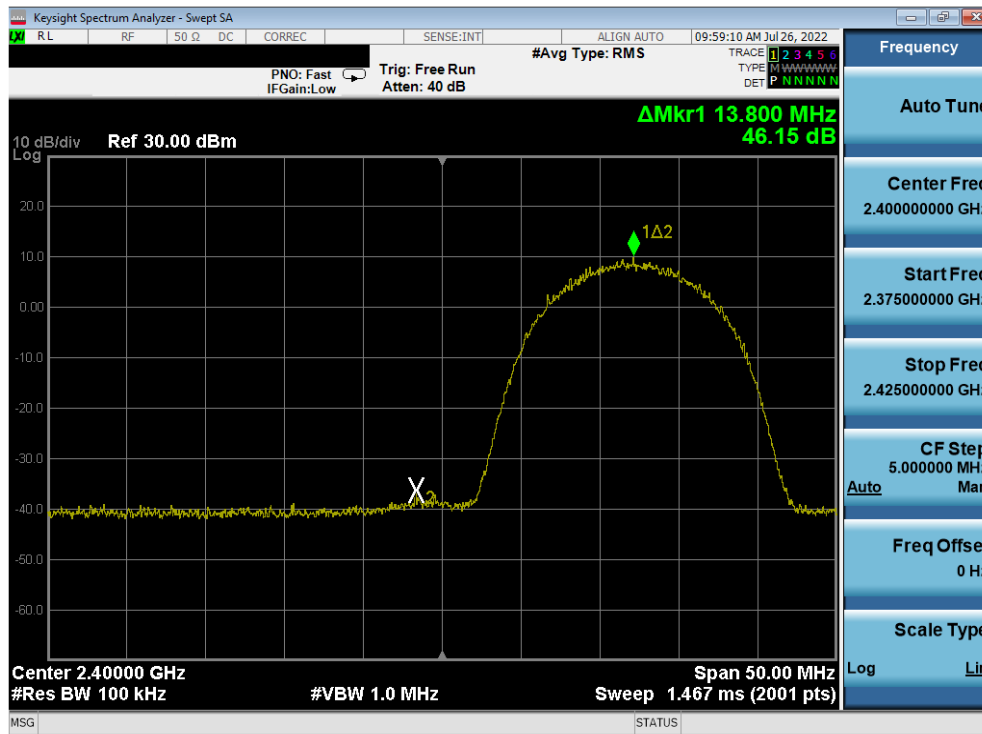 Keysight Spectrum Analyzer - Swept SA
LXI RL RF 50 Ω DC CORREC SENSE:INT ALIGN AUTO 09:59:10 AM Jul 26, 2022
#Avg Type: RMS
TRACE 1 2 3 4 5 6
PNO: Fast Trig: Free Run
TYPE M WWWWW
IFGain:Low Atten: 40 dB
DET P N N N N N
ΔMkr1 13.800 MHz
46.15 dB
10 dB/div Ref 30.00 dBm
Log
20.0
10.0
0.00
-10.0
-20.0
-30.0
-40.0
-50.0
-60.0
1Δ2
X2
Center 2.40000 GHz Span 50.00 MHz
#Res BW 100 kHz #VBW 1.0 MHz Sweep 1.467 ms (2001 pts)
MSG STATUS
Frequency
Auto Tune
Center Freq
2.400000000 GHz
Start Freq
2.375000000 GHz
Stop Freq
2.425000000 GHz
CF Step
5.000000 MHz
Auto Man
Freq Offset
0 Hz
Scale Type
Log Lin